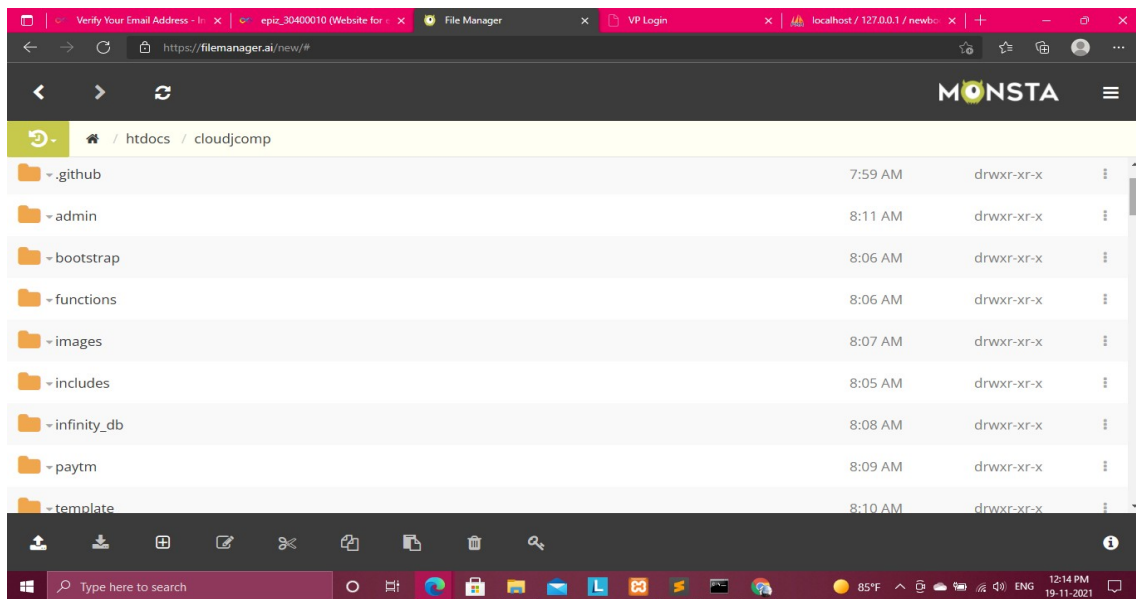 Verify Your Email Address - In
epiz_30400010 (Website for e
File Manager
VP Login
localhost / 127.0.0.1 / newbo
https://filemanager.ai/new/#
MONSTA
/ htdocs / cloudjcomp
.github 7:59 AM drwxr-xr-x
admin 8:11 AM drwxr-xr-x
bootstrap 8:06 AM drwxr-xr-x
functions 8:06 AM drwxr-xr-x
images 8:07 AM drwxr-xr-x
includes 8:05 AM drwxr-xr-x
infinity_db 8:08 AM drwxr-xr-x
paytm 8:09 AM drwxr-xr-x
template 8:10 AM drwxr-xr-x
Type here to search
85°F
ENG
12:14 PM
19-11-2021